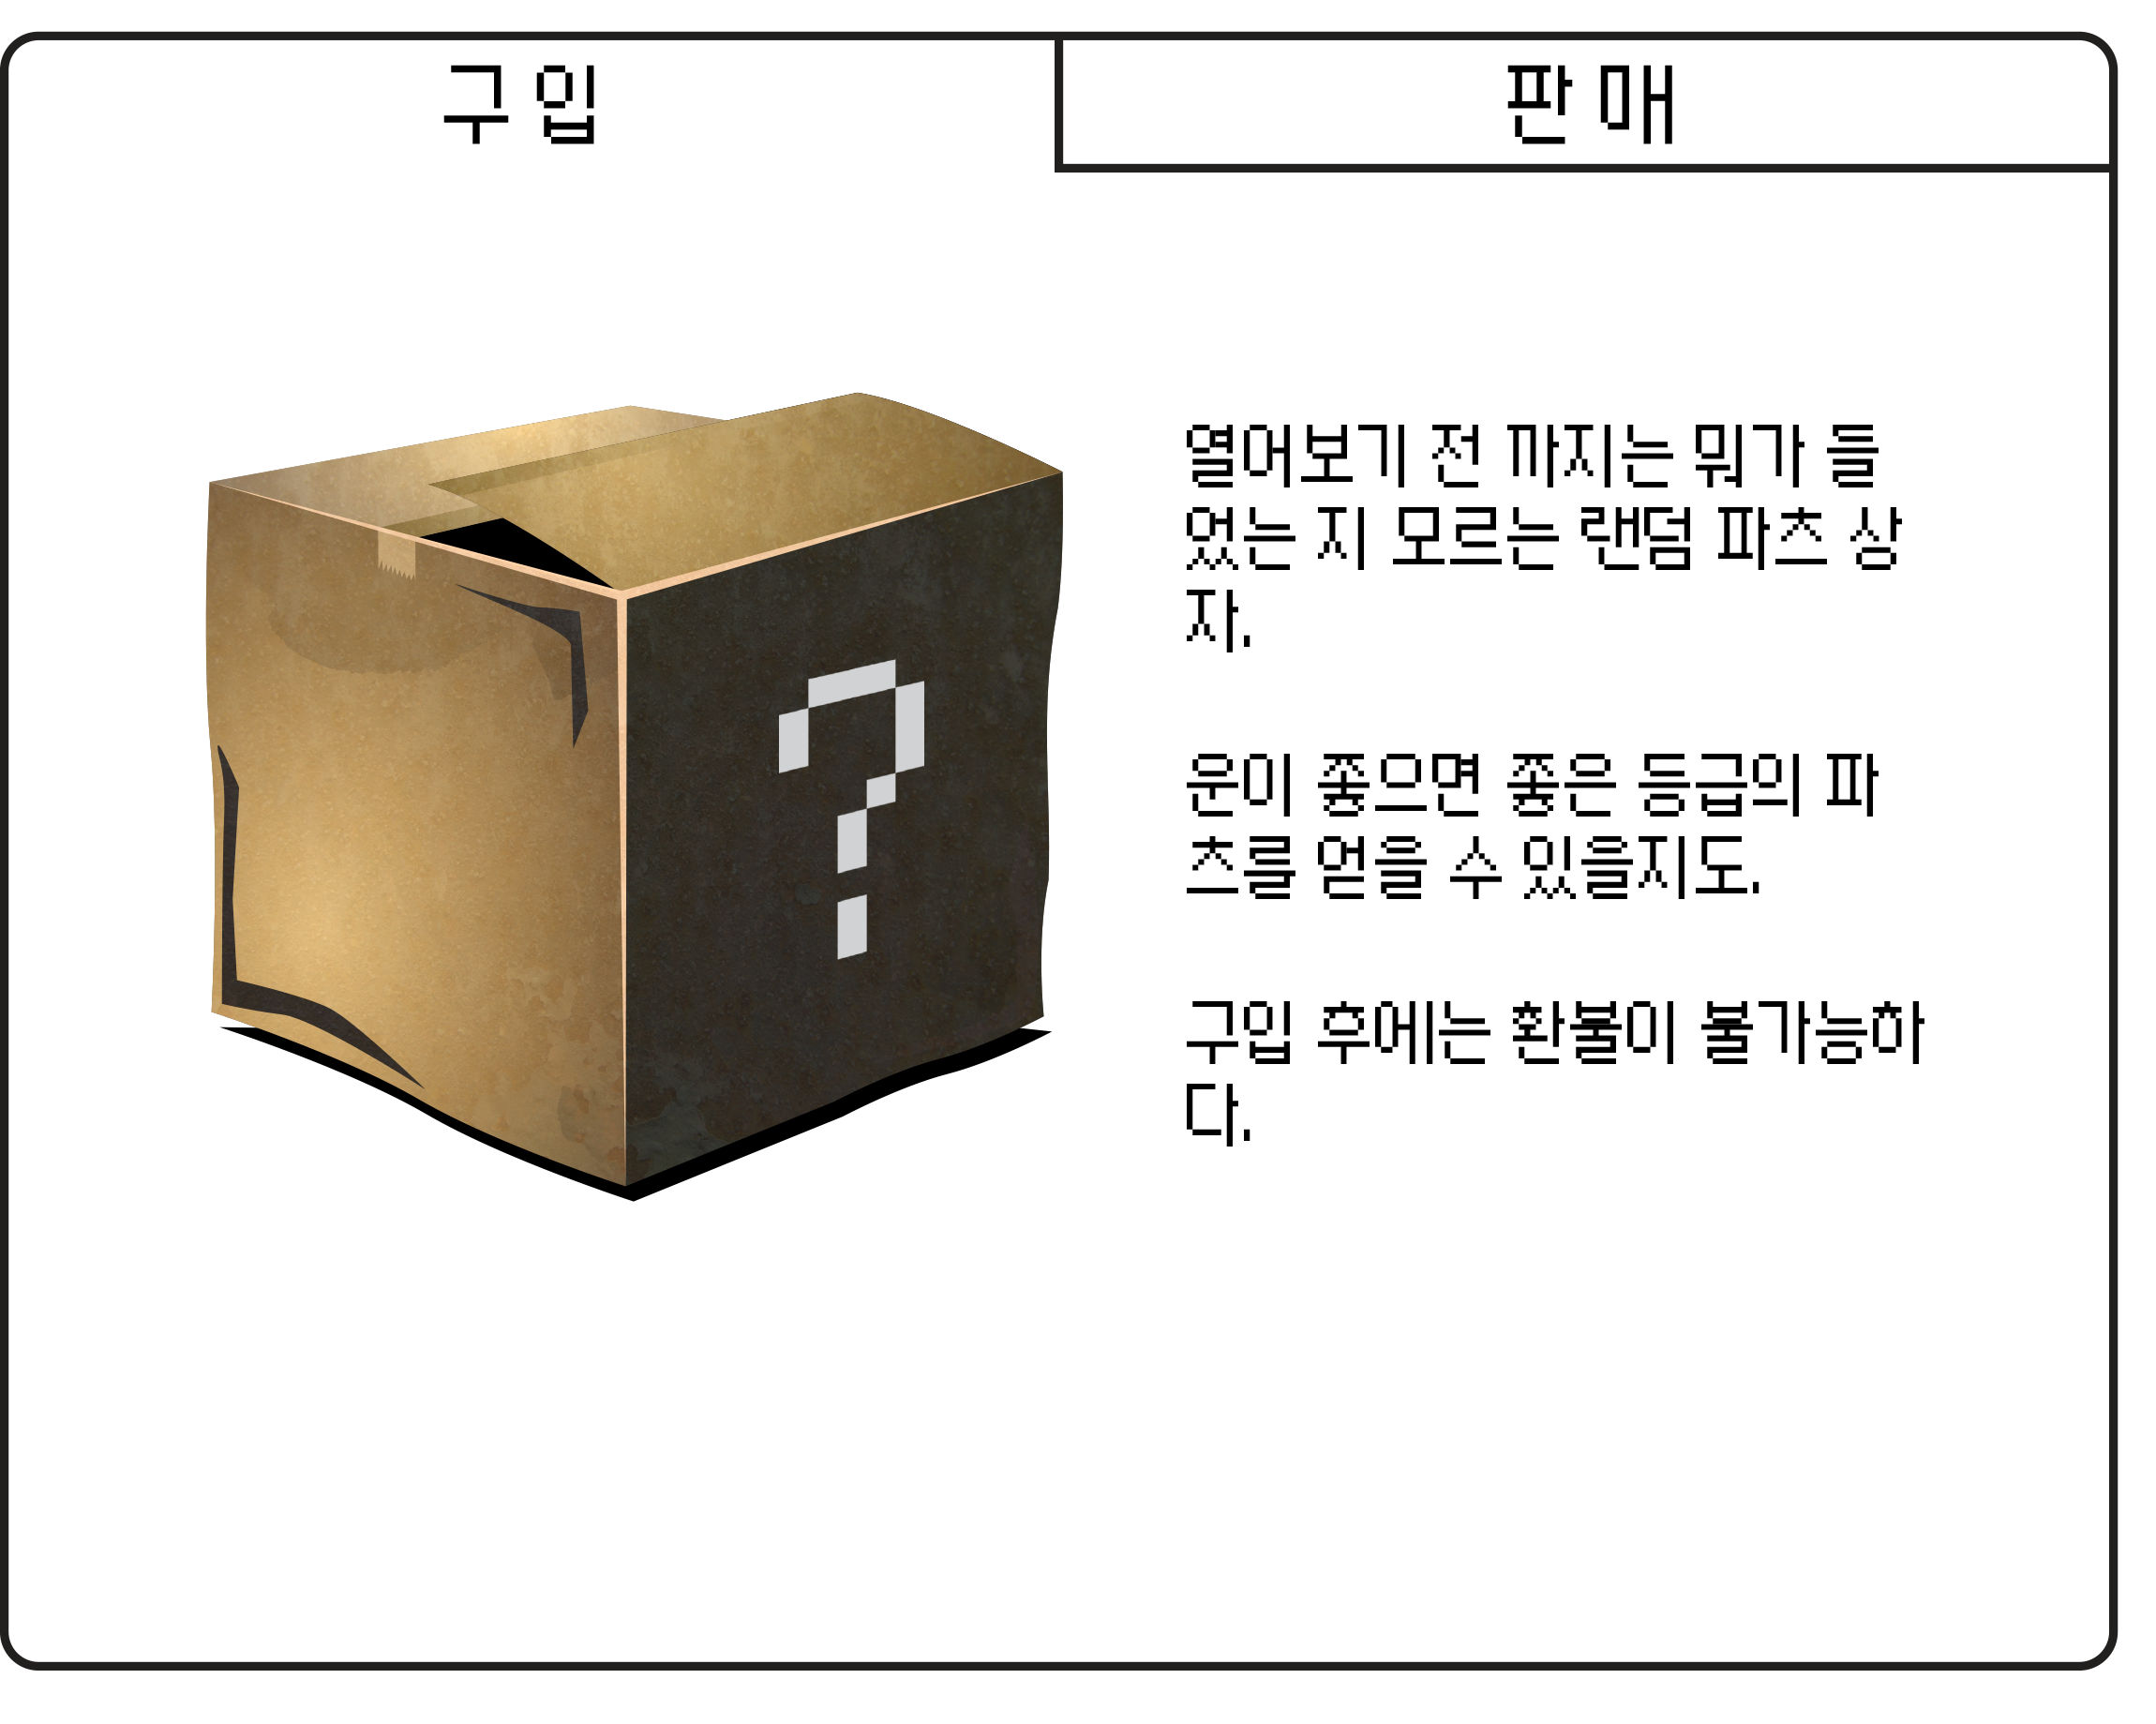 구입
판매
열어보기 전 까지는 뭐가 들
었는 지 모르는 랜덤 파츠 상
자.
운이 좋으면 좋은 등급의 파
츠를 얻을 수 있을지도.
구입 후에는 환불이 불가능하
다.
?